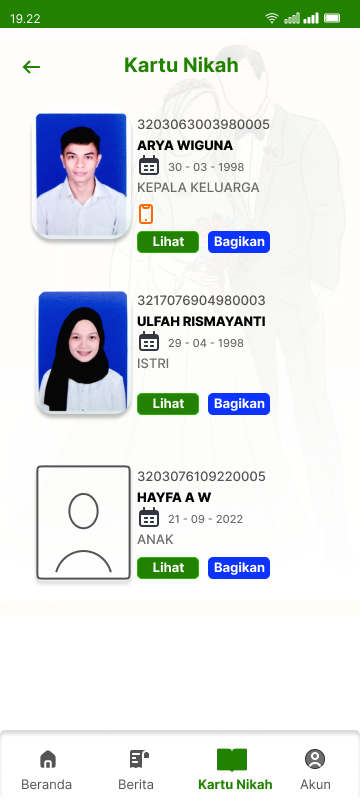 19.22
Kartu Nikah
3203063003980005
ARYA WIGUNA
30 - 03 - 1998
KEPALA KELUARGA
Lihat Bagikan
3217076904980003
ULFAH RISMAYANTI
29 - 04 - 1998
ISTRI
Lihat Bagikan
3203076109220005
HAYFA A W
21 - 09 - 2022
ANAK
Lihat Bagikan
Beranda Berita Kartu Nikah Akun